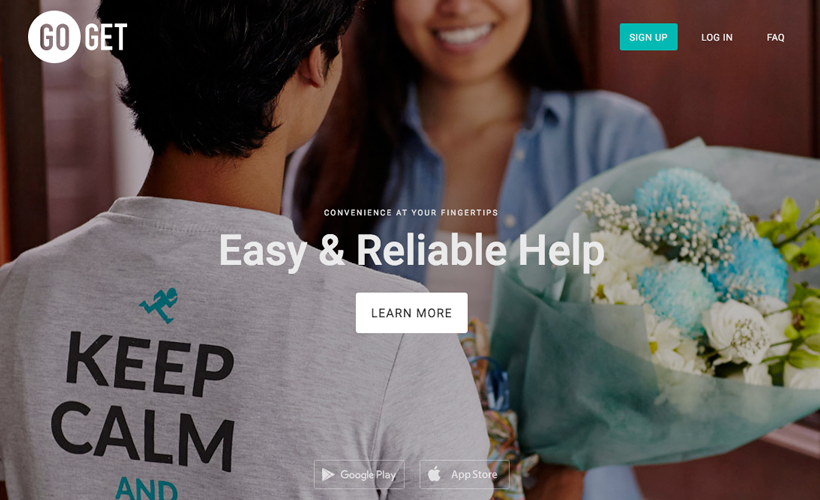 GO GET
SIGN UP
LOG IN
FAQ
CONVENIENCE AT YOUR FINGERTIPS
Easy & Reliable Help
LEARN MORE
KEEP
CALM
AND
Google Play
App Store